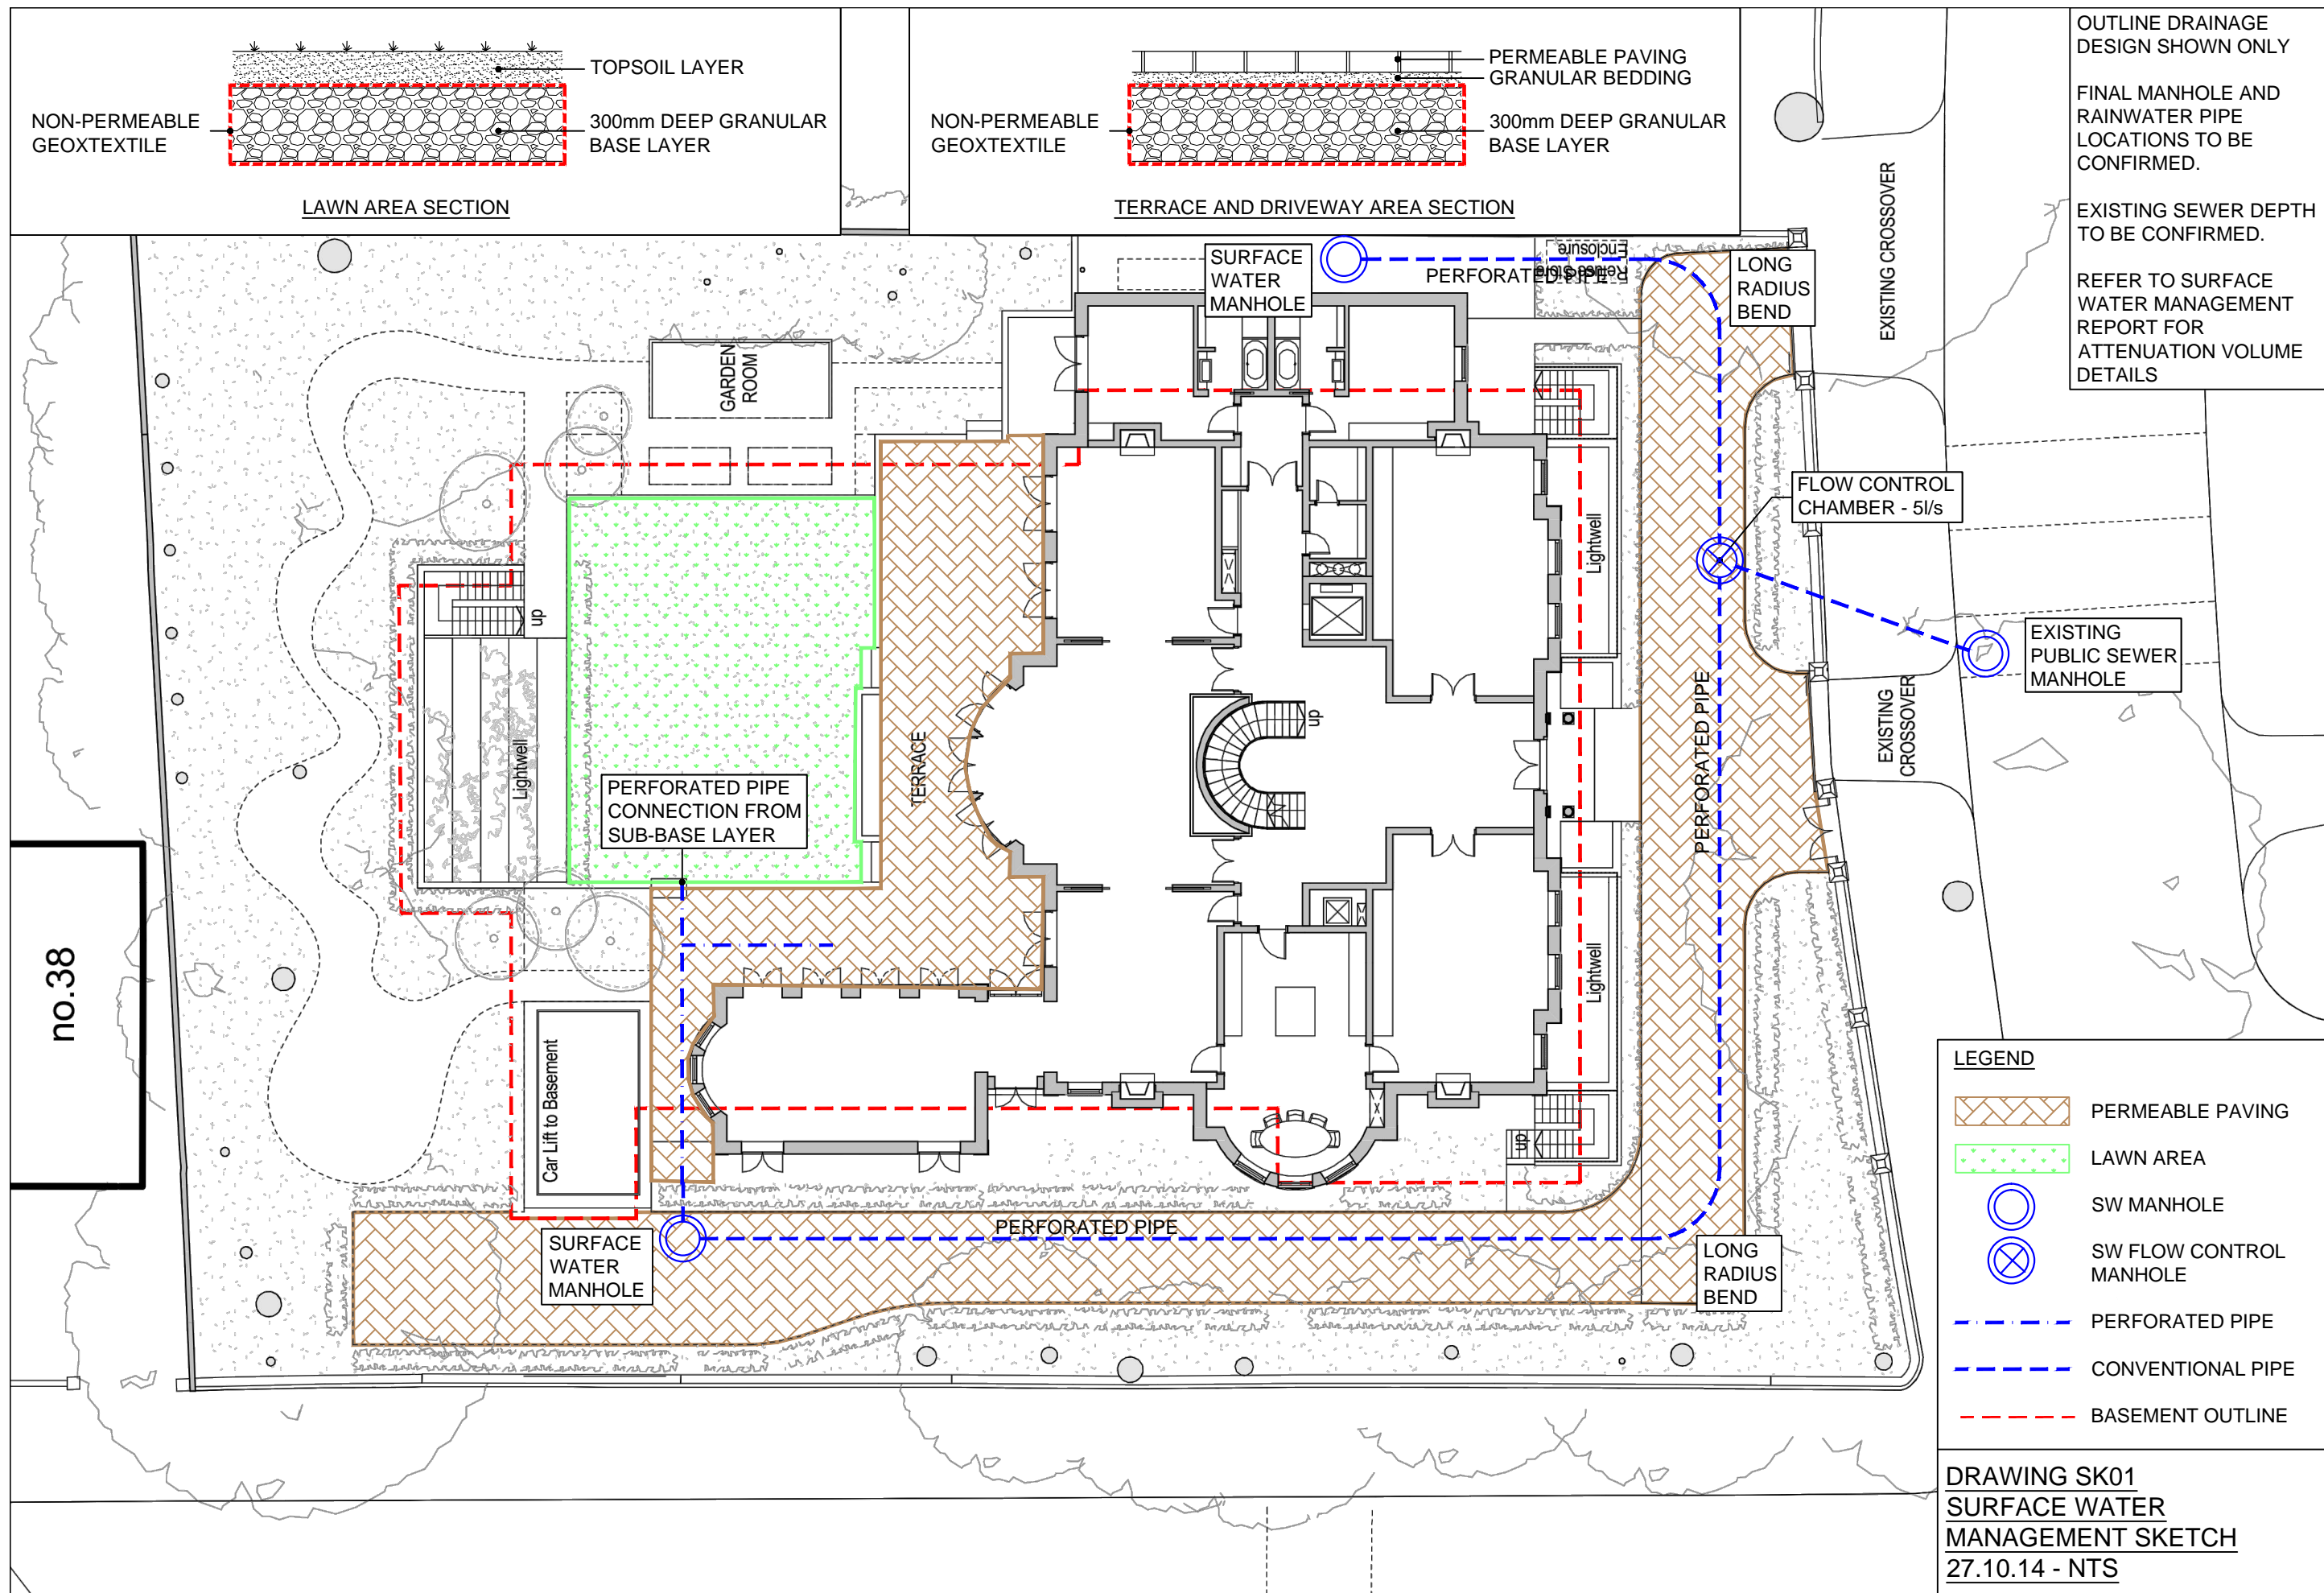 TOPSOIL LAYER
NON-PERMEABLE
GEOXTEXTILE
300mm DEEP GRANULAR
BASE LAYER
LAWN AREA SECTION
PERMEABLE PAVING
GRANULAR BEDDING
NON-PERMEABLE
GEOXTEXTILE
300mm DEEP GRANULAR
BASE LAYER
TERRACE AND DRIVEWAY AREA SECTION
OUTLINE DRAINAGE
DESIGN SHOWN ONLY
FINAL MANHOLE AND
RAINWATER PIPE
LOCATIONS TO BE
CONFIRMED.
EXISTING SEWER DEPTH
TO BE CONFIRMED.
REFER TO SURFACE
WATER MANAGEMENT
REPORT FOR
ATTENUATION VOLUME
DETAILS
EXISTING CROSSOVER
SURFACE
WATER
MANHOLE
PERFORATED PIPE
Refuse Store
Enclosure
LONG
RADIUS
BEND
GARDEN
ROOM
FLOW CONTROL
CHAMBER - 5l/s
Lightwell
up
EXISTING
PUBLIC SEWER
MANHOLE
EXISTING
CROSSOVER
PERFORATED PIPE
up
TERRACE
Lightwell
PERFORATED PIPE
CONNECTION FROM
SUB-BASE LAYER
no.38
Lightwell
Car Lift to Basement
up
PERFORATED PIPE
SURFACE
WATER
MANHOLE
LONG
RADIUS
BEND
LEGEND
PERMEABLE PAVING
LAWN AREA
SW MANHOLE
SW FLOW CONTROL
MANHOLE
PERFORATED PIPE
CONVENTIONAL PIPE
BASEMENT OUTLINE
DRAWING SK01
SURFACE WATER
MANAGEMENT SKETCH
27.10.14 - NTS